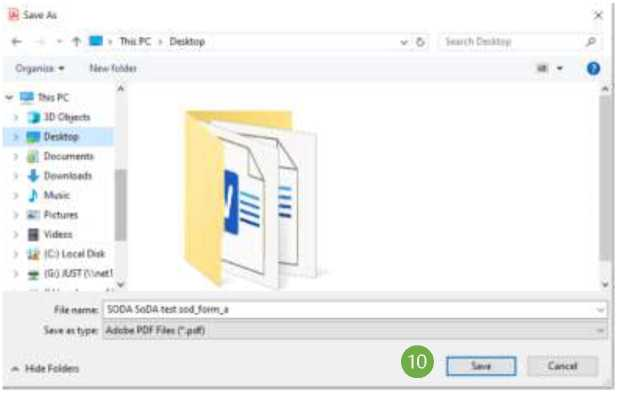 Save As
This PC > Desktop
Search Desktop
Organize
New folder
This PC
3D Objects
Desktop
Documents
Downloads
Music
Pictures
Videos
(C:) Local Disk
(G:) JUST (\\net1
File name: SODA SoDA test sod_form_a
Save as type: Adobe PDF Files (*.pdf)
10
Save
Cancel
Hide Folders